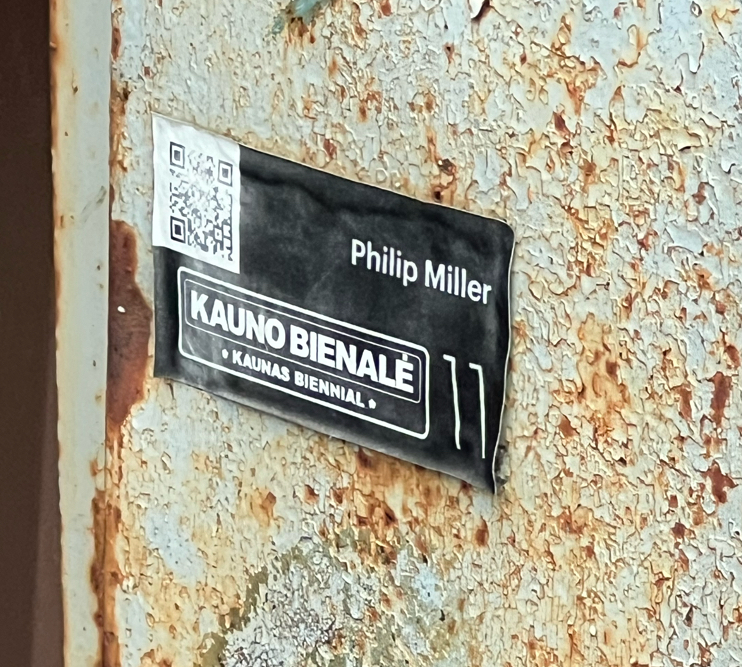 Philip Miller
KAUNO BIENALĖ
KAUNAS BIENNIAL
11